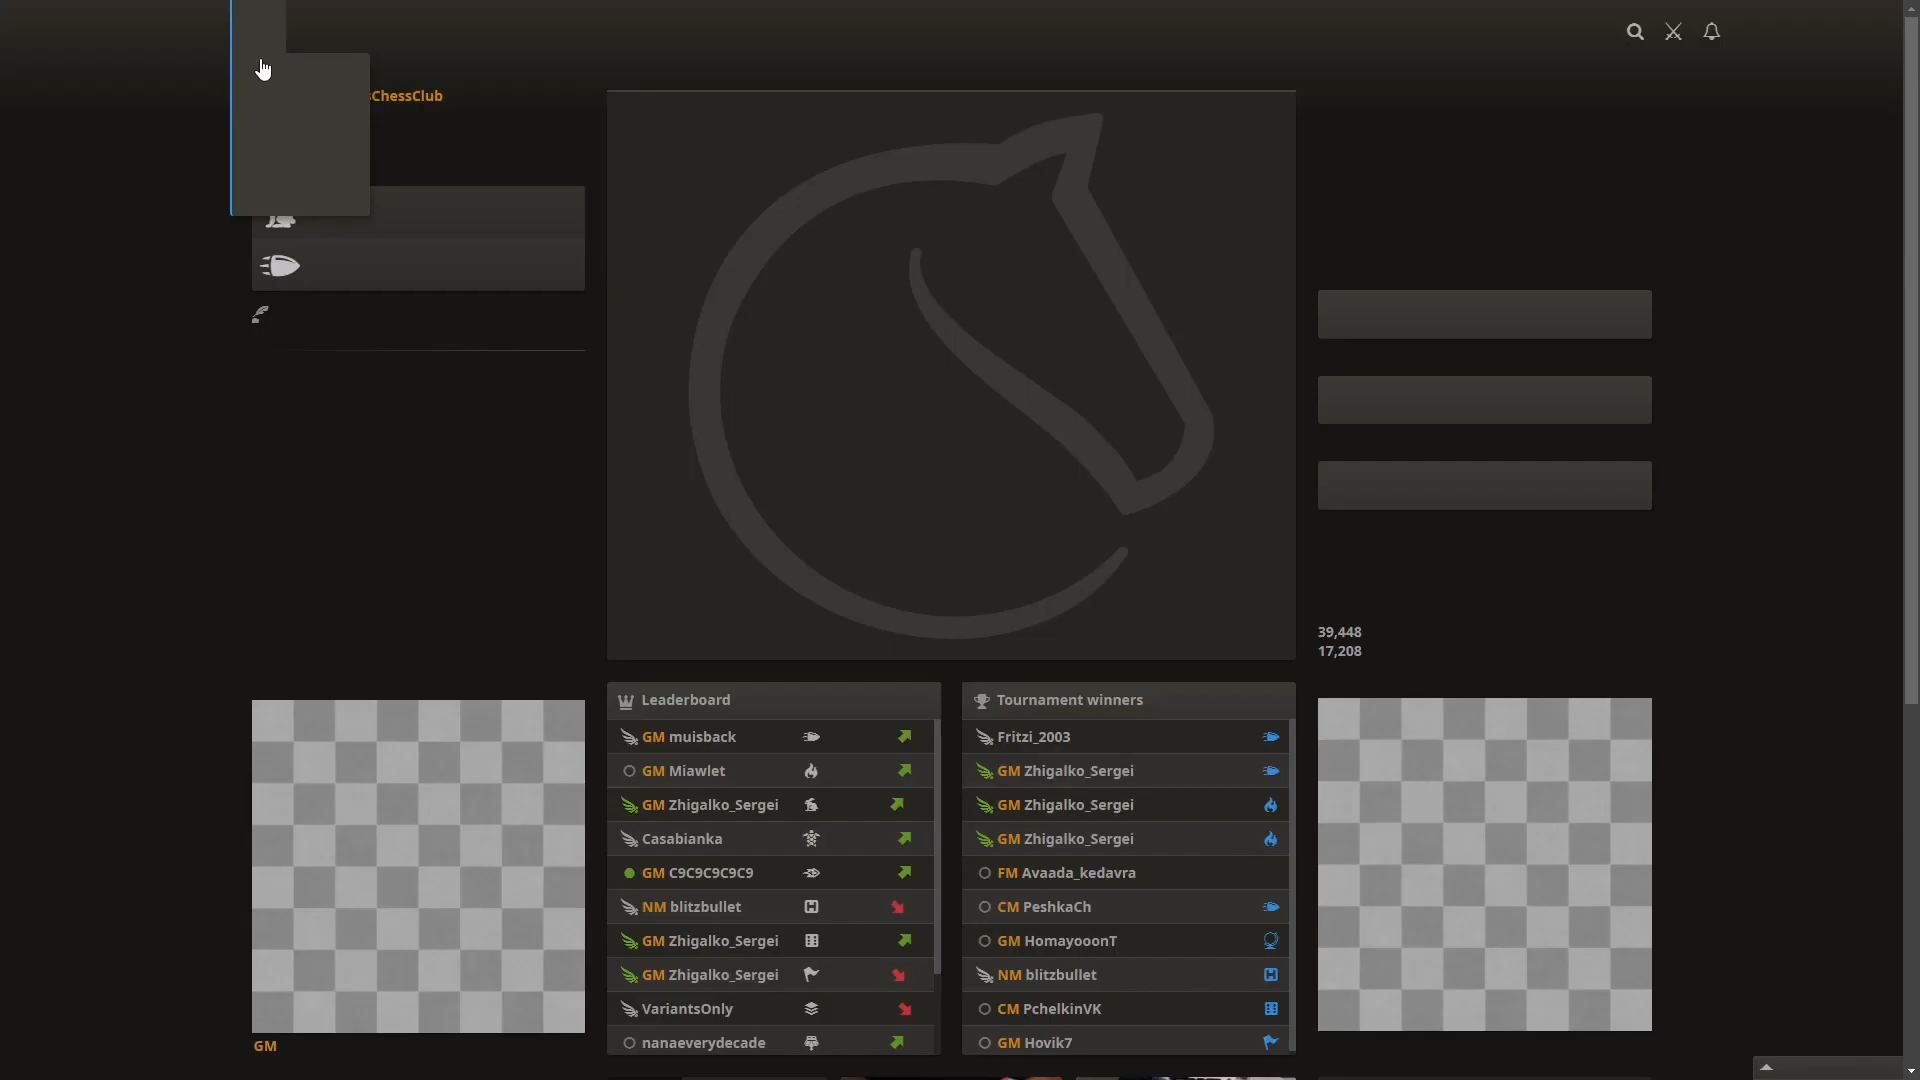 sChessClub
39,448
17,208
Leaderboard
GM muisback
GM Miawlet
GM Zhigalko_Sergei
Casabianka
GM C9C9C9C9C9
NM blitzbullet
GM Zhigalko_Sergei
GM Zhigalko_Sergei
VariantsOnly
nanaeverydecade
Tournament winners
Fritzi_2003
GM Zhigalko_Sergei
GM Zhigalko_Sergei
GM Zhigalko_Sergei
FM Avaada_kedavra
CM PeshkaCh
GM HomayooonT
NM blitzbullet
CM PchelkinVK
GM Hovik7
GM